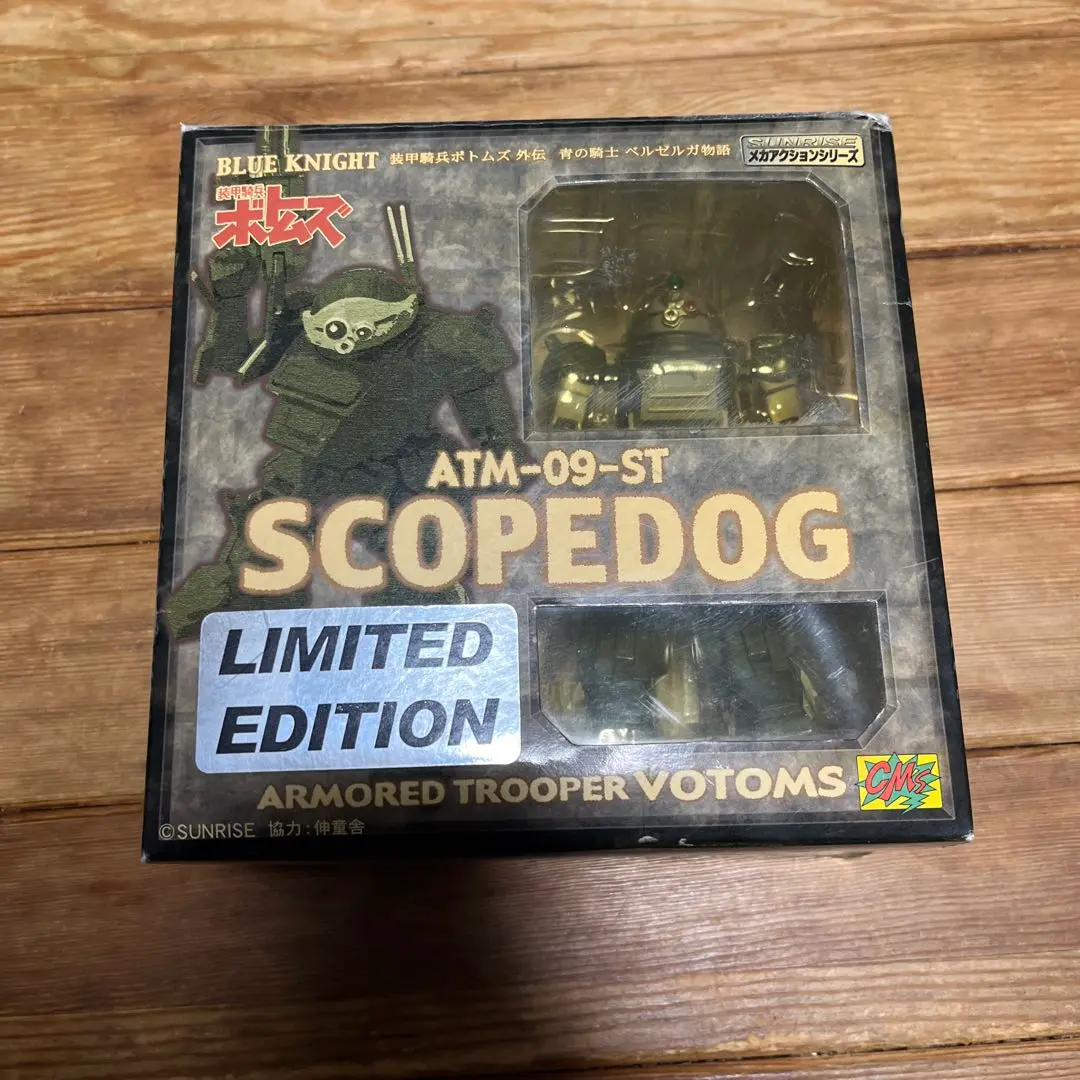 BLUE KNIGHT 装甲騎兵ボトムズ 外伝 青の騎士 ベルゼルガ物語
SUNRISE
メカアクションシリーズ
装甲騎兵
ボトムズ
ATM-09-ST
SCOPEDOG
LIMITED
EDITION
ARMORED TROOPER VOTOMS
CMs
©SUNRISE 協力:伸童舎